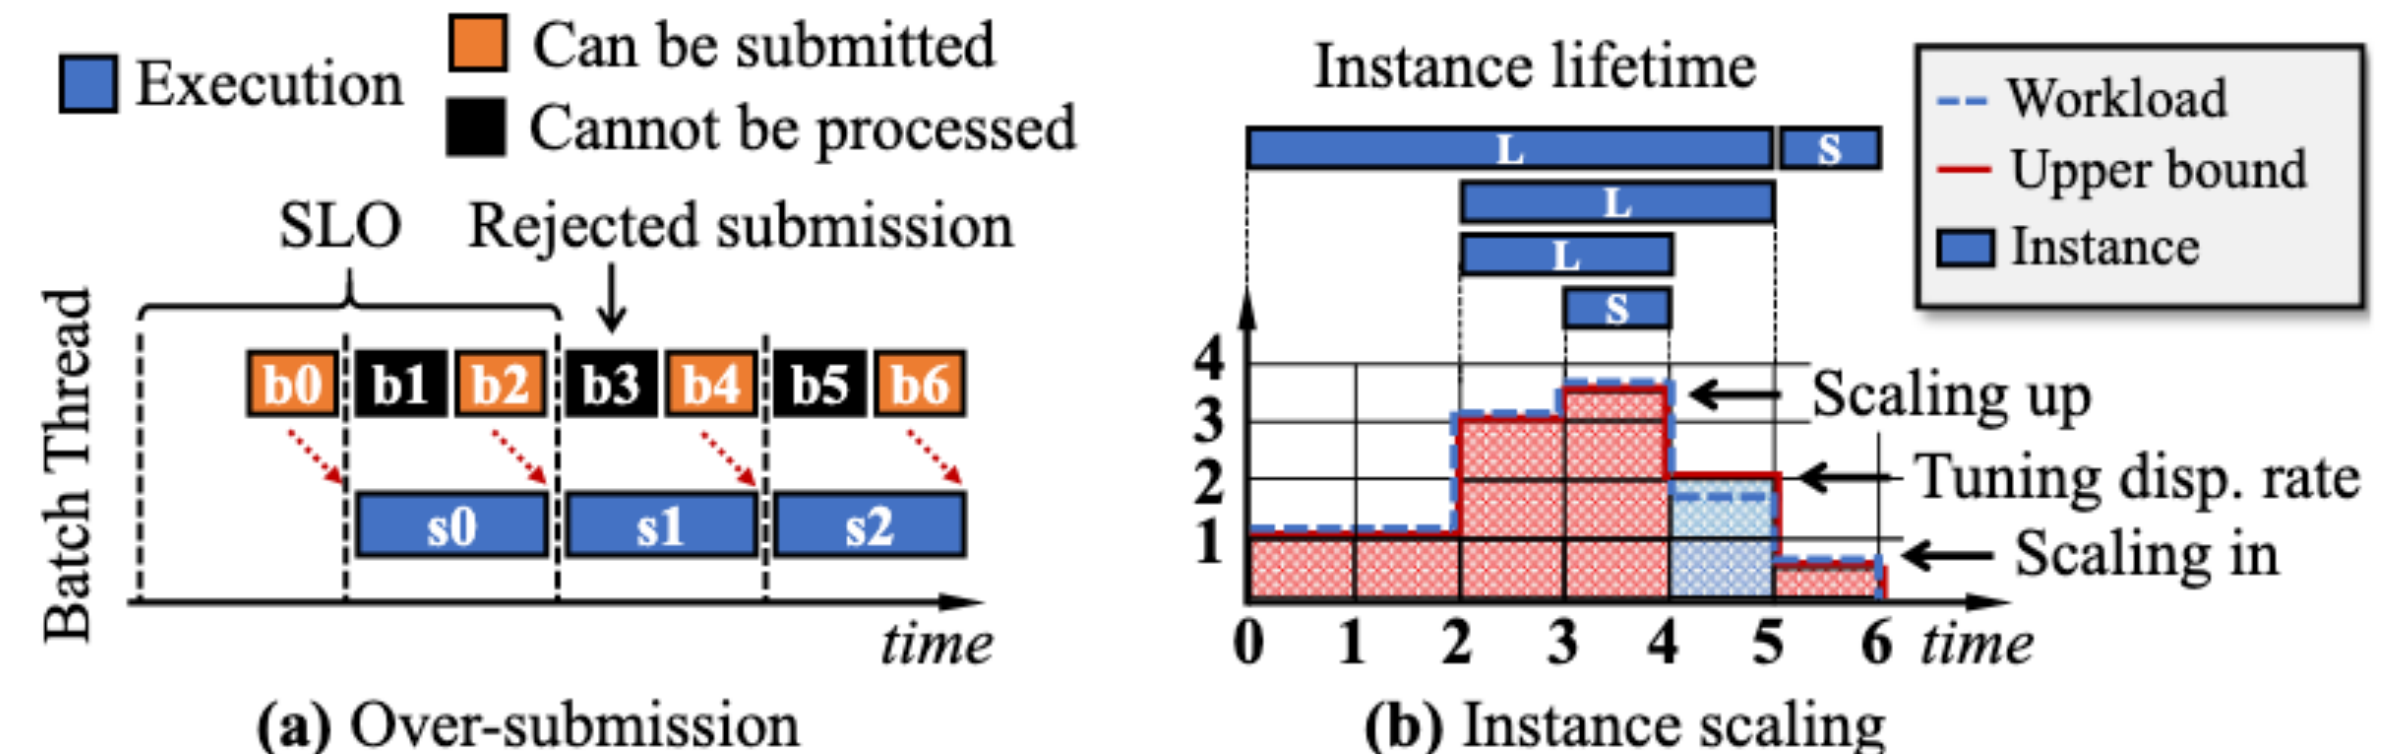 Execution
Can be submitted
Cannot be processed
SLO
Rejected submission
Batch Thread
b0 b1 b2 b3 b4 b5 b6
s0 s1 s2
time
(a) Over-submission
Instance lifetime
L S
L
L
S
Workload
Upper bound
Instance
4
3
2
1
Scaling up
Tuning disp. rate
Scaling in
0 1 2 3 4 5 6 time
(b) Instance scaling